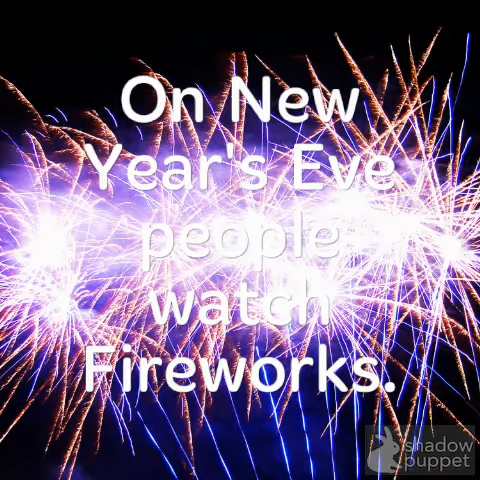 On New
Year's Eve
people
watch
Fireworks.
shadow
puppet